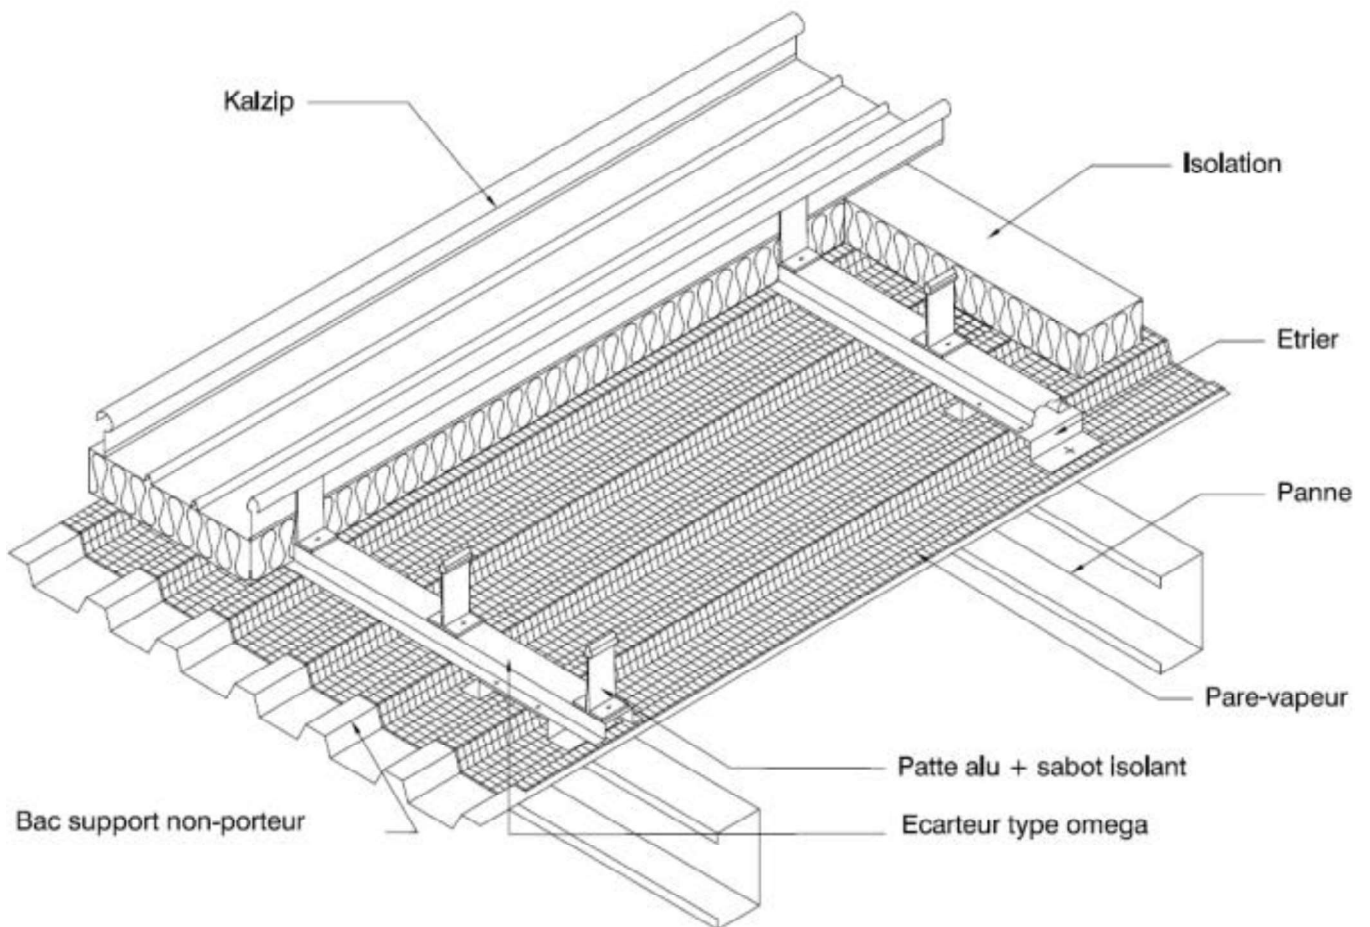 Kalzip
Isolation
Etrier
Panne
Pare-vapeur
Patte alu + sabot isolant
Bac support non-porteur
Ecarteur type omega